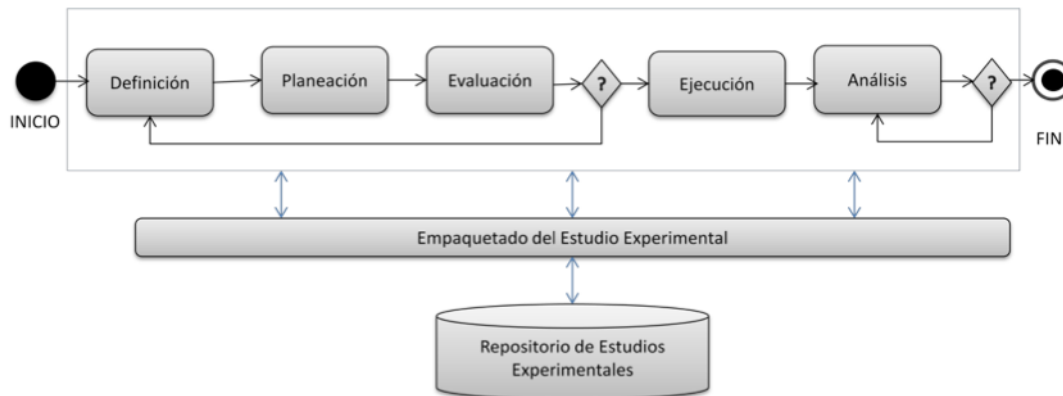 Definición
Planeación
Evaluación
?
Ejecución
Análisis
?
INICIO
FIN
Empaquetado del Estudio Experimental
Repositorio de Estudios
Experimentales